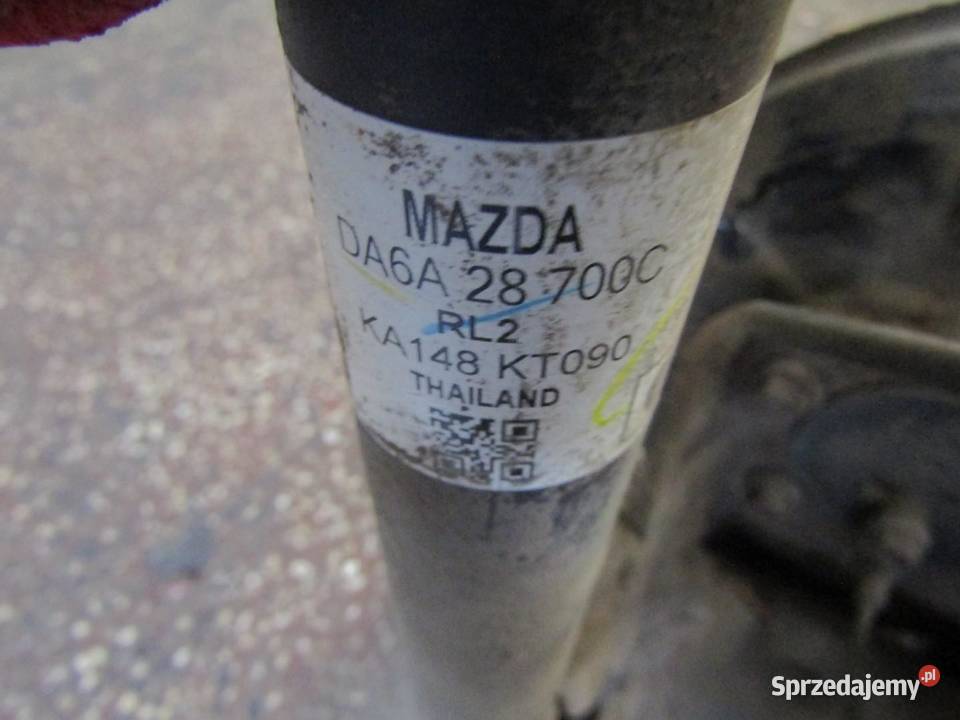 MAZDA
DA6A 28 700C
RL2
KA148 KT090
THAILAND
Sprzedajemy.pl